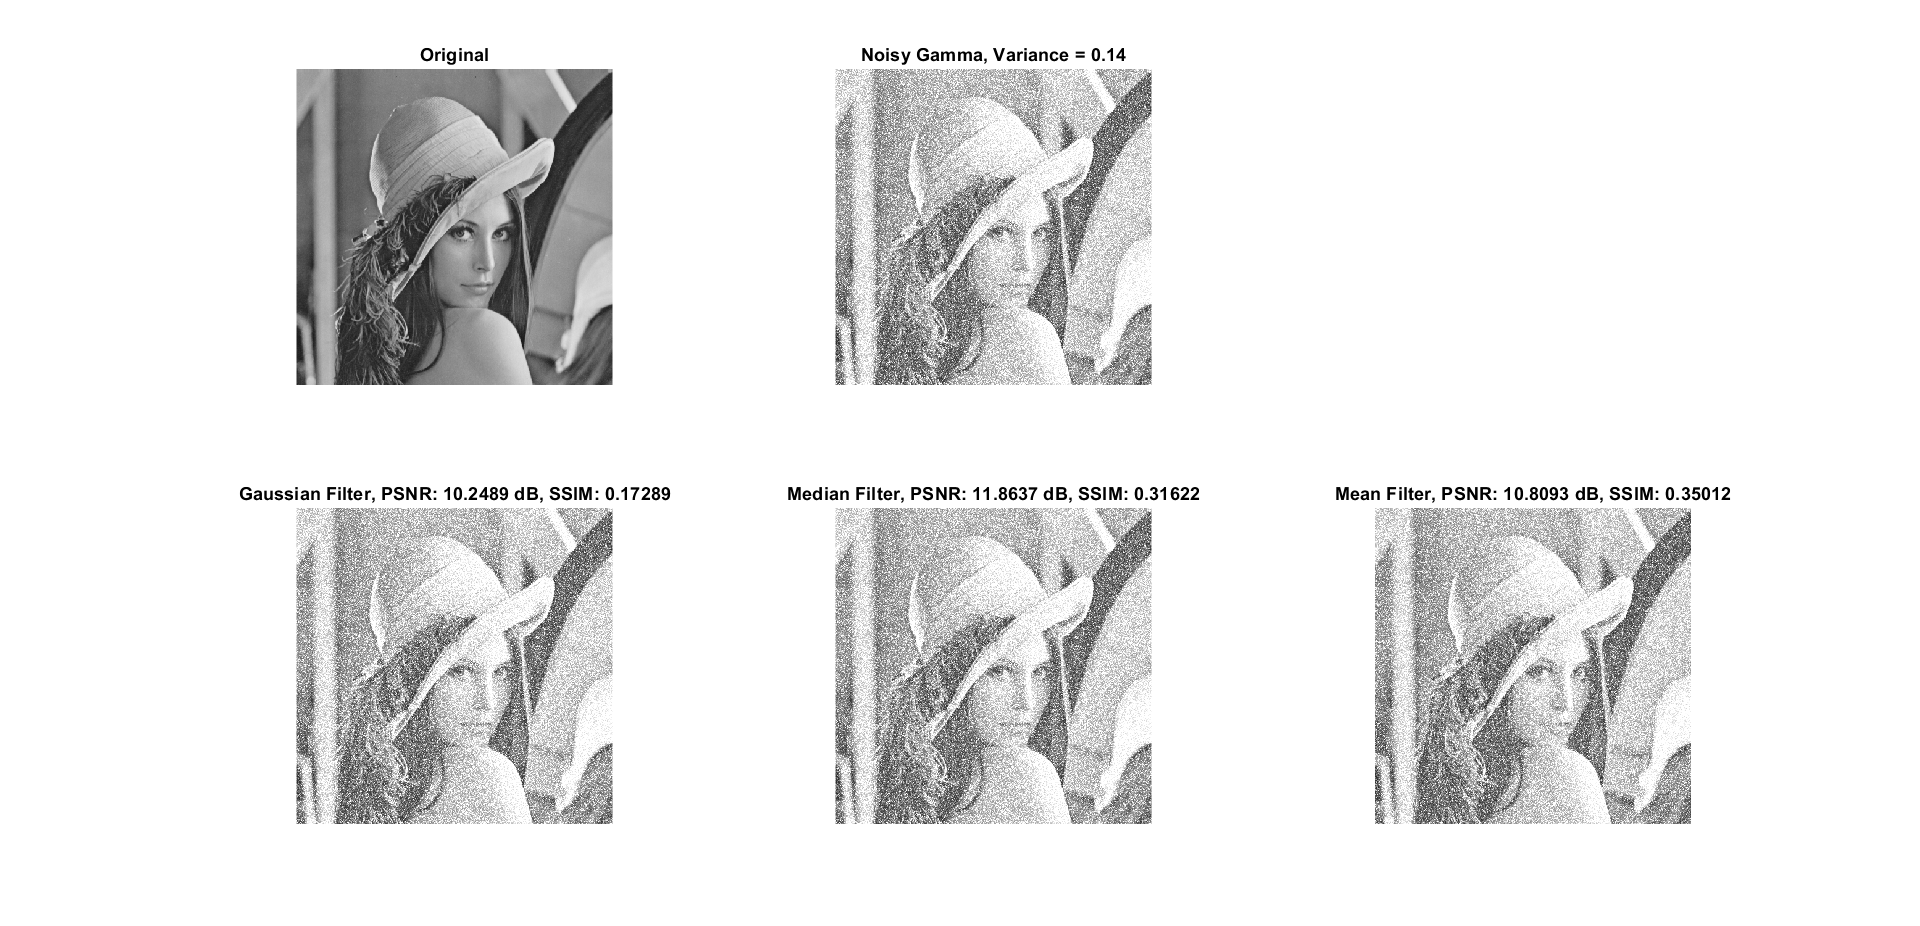 Original
Noisy Gamma, Variance = 0.14
Gaussian Filter, PSNR: 10.2489 dB, SSIM: 0.17289
Median Filter, PSNR: 11.8637 dB, SSIM: 0.31622
Mean Filter, PSNR: 10.8093 dB, SSIM: 0.35012